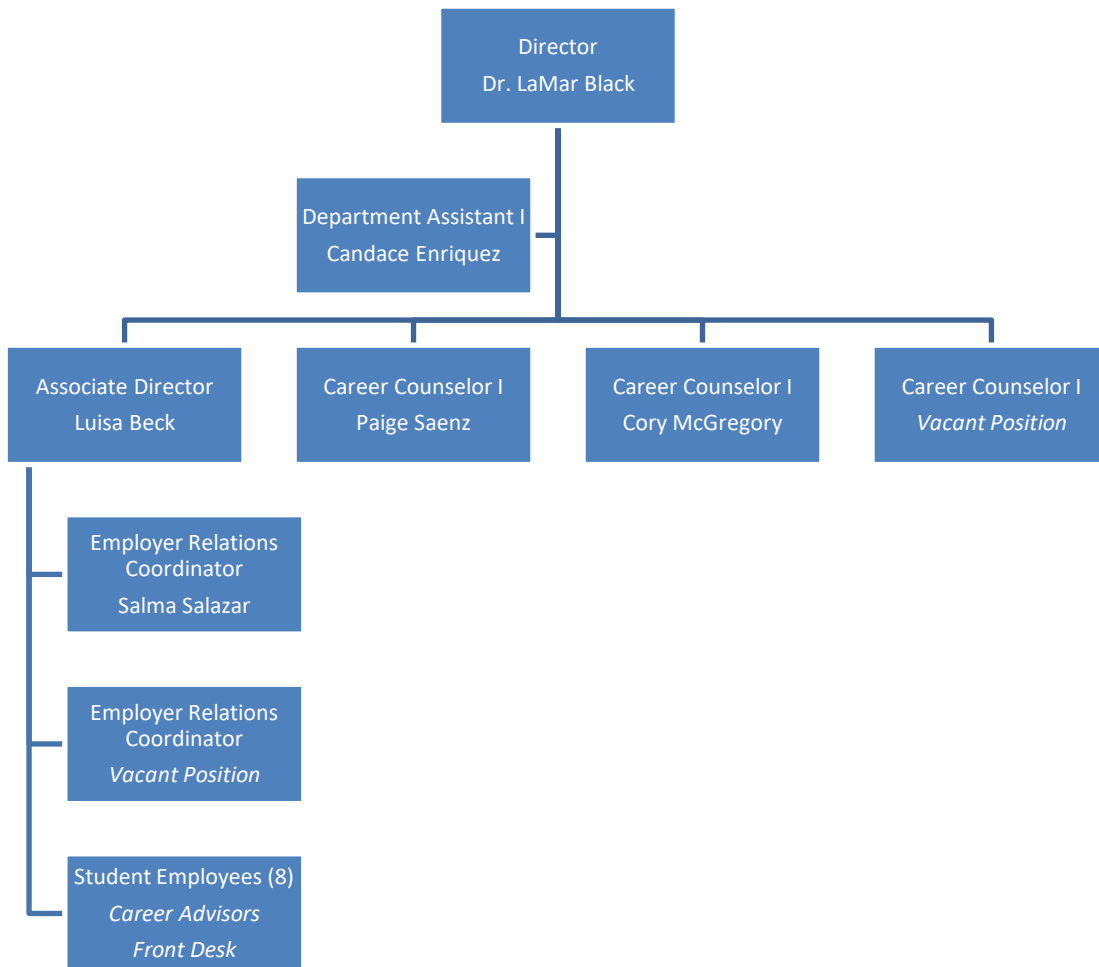 Director
Dr. LaMar Black
Department Assistant I
Candace Enriquez
Associate Director
Luisa Beck
Career Counselor I
Paige Saenz
Career Counselor I
Cory McGregory
Career Counselor I
Vacant Position
Employer Relations
Coordinator
Salma Salazar
Employer Relations
Coordinator
Vacant Position
Student Employees (8)
Career Advisors
Front Desk